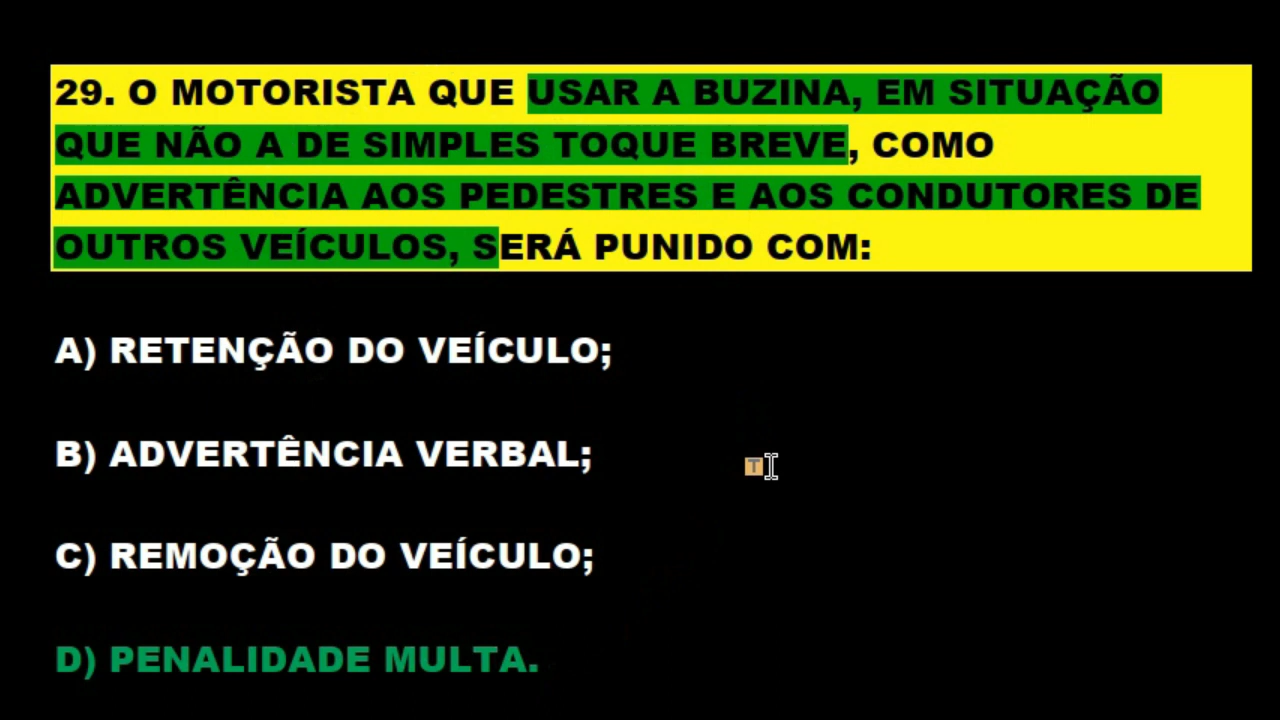 29. O MOTORISTA QUE USAR A BUZINA, EM SITUAÇÃO
QUE NÃO A DE SIMPLES TOQUE BREVE, COMO
ADVERTÊNCIA AOS PEDESTRES E AOS CONDUTORES DE
OUTROS VEÍCULOS, SERÁ PUNIDO COM:
A) RETENÇÃO DO VEÍCULO;
B) ADVERTÊNCIA VERBAL;
T
C) REMOÇÃO DO VEÍCULO;
D) PENALIDADE MULTA.